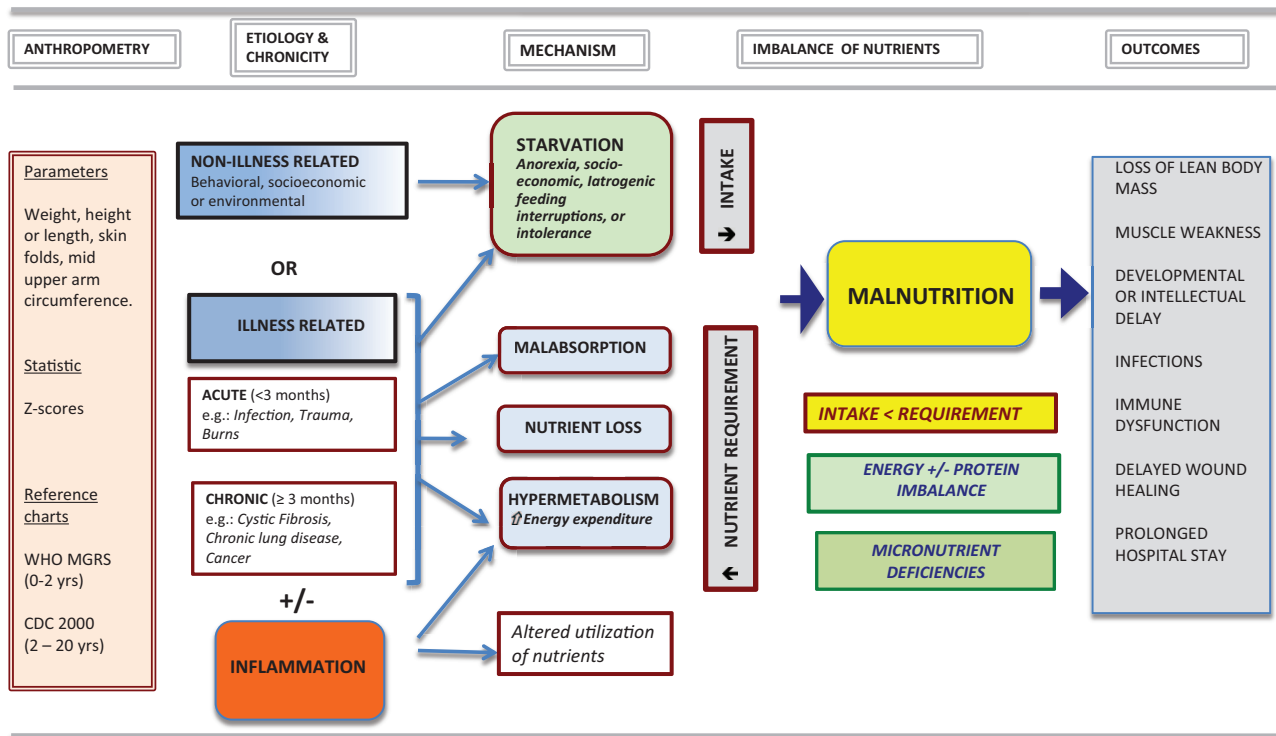 ANTHROPOMETRY
ETIOLOGY &
CHRONICITY
MECHANISM
IMBALANCE OF NUTRIENTS
OUTCOMES
Parameters
Weight, height
or length, skin
folds, mid
upper arm
circumference.
Statistic
Z-scores
Reference
charts
WHO MGRS
(0-2 yrs)
CDC 2000
(2 – 20 yrs)
NON-ILLNESS RELATED
Behavioral, socioeconomic
or environmental
OR
ILLNESS RELATED
ACUTE (<3 months)
e.g.: Infection, Trauma,
Burns
CHRONIC (≥ 3 months)
e.g.: Cystic Fibrosis,
Chronic lung disease,
Cancer
+/-
INFLAMMATION
STARVATION
Anorexia, socio-
economic, Iatrogenic
feeding
interruptions, or
intolerance
MALABSORPTION
NUTRIENT LOSS
HYPERMETABOLISM
⇧Energy expenditure
Altered utilization
of nutrients
➔ INTAKE
➔ NUTRIENT REQUIREMENT
MALNUTRITION
INTAKE < REQUIREMENT
ENERGY +/- PROTEIN
IMBALANCE
MICRONUTRIENT
DEFICIENCIES
LOSS OF LEAN BODY
MASS
MUSCLE WEAKNESS
DEVELOPMENTAL
OR INTELLECTUAL
DELAY
INFECTIONS
IMMUNE
DYSFUNCTION
DELAYED WOUND
HEALING
PROLONGED
HOSPITAL STAY